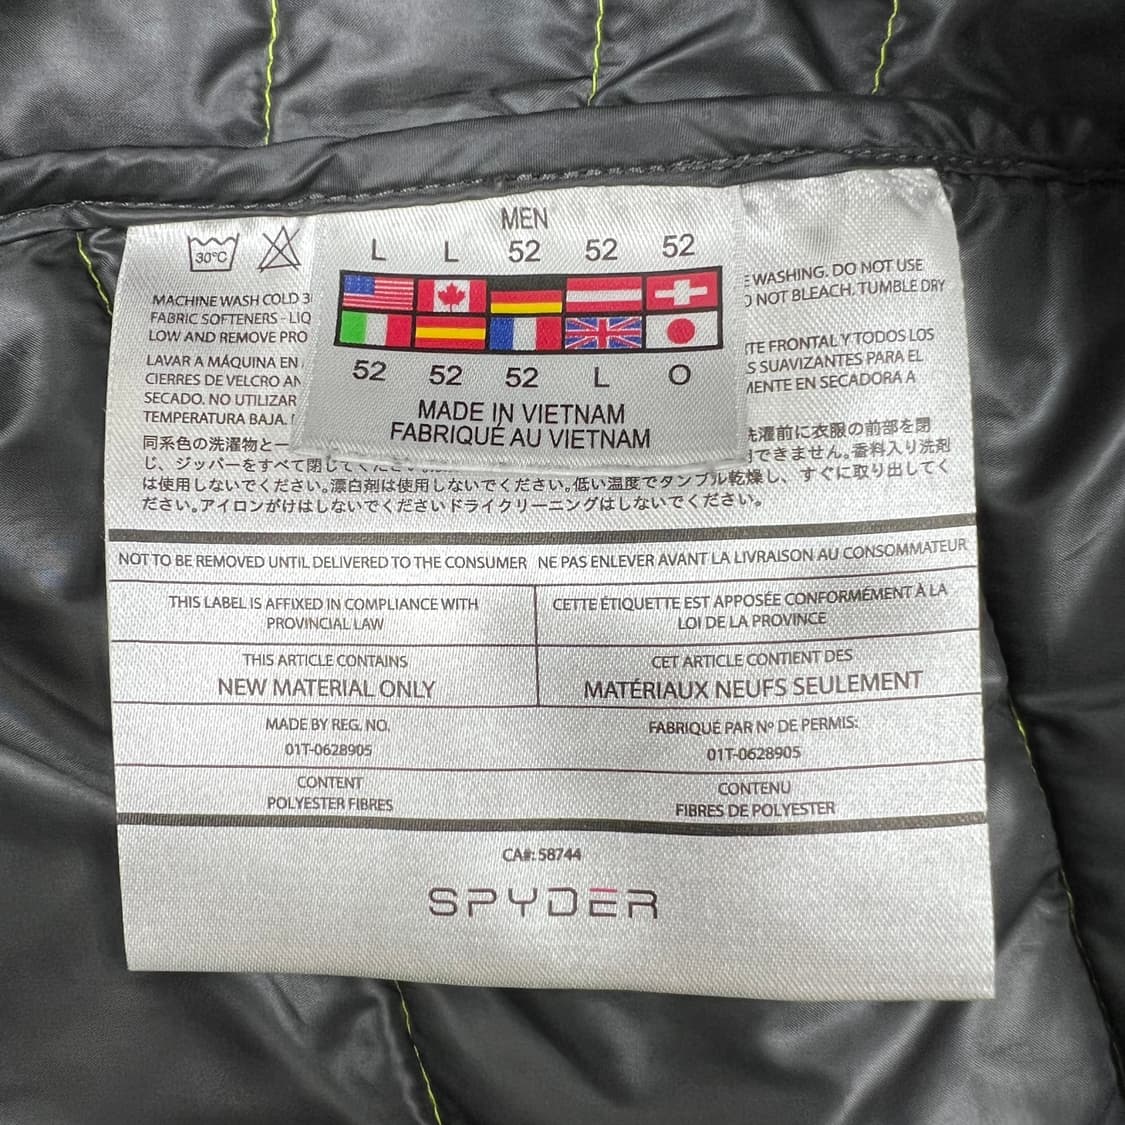 MEN
L L 52 52 52
52 52 52 L O
MADE IN VIETNAM
FABRIQUÉ AU VIETNAM
30°C
MACHINE WASH COLD 3
FABRIC SOFTENERS - LIQ
LOW AND REMOVE PRO
WASHING. DO NOT USE
NOT BLEACH. TUMBLE DRY
LAVAR A MÁQUINA EN
CIERRES DE VELCRO AN
SECADO. NO UTILIZAR
TEMPERATURA BAJA.
TE FRONTAL Y TODOS LOS
S SUAVIZANTES PARA EL
MENTE EN SECADORA A
同系色の洗濯物と一
洗濯前に衣服の前部を閉
じ、ジッパーをすべて閉じてください。
できません。香料入り洗剤
は使用しないでください。漂白剤は使用しないでください。低い温度でタンブル乾燥し、すぐに取り出してく
ださい。アイロンがけはしないでくださいドライクリーニングはしないでください。
NOT TO BE REMOVED UNTIL DELIVERED TO THE CONSUMER NE PAS ENLEVER AVANT LA LIVRAISON AU CONSOMMATEUR
THIS LABEL IS AFFIXED IN COMPLIANCE WITH
PROVINCIAL LAW
CETTE ÉTIQUETTE EST APPOSÉE CONFORMÉMENT À LA
LOI DE LA PROVINCE
THIS ARTICLE CONTAINS
NEW MATERIAL ONLY
CET ARTICLE CONTIENT DES
MATÉRIAUX NEUFS SEULEMENT
MADE BY REG. NO.
01T-0628905
FABRIQUÉ PAR Nº DE PERMIS:
01T-0628905
CONTENT
POLYESTER FIBRES
CONTENU
FIBRES DE POLYESTER
CA#: 58744
SPYDER